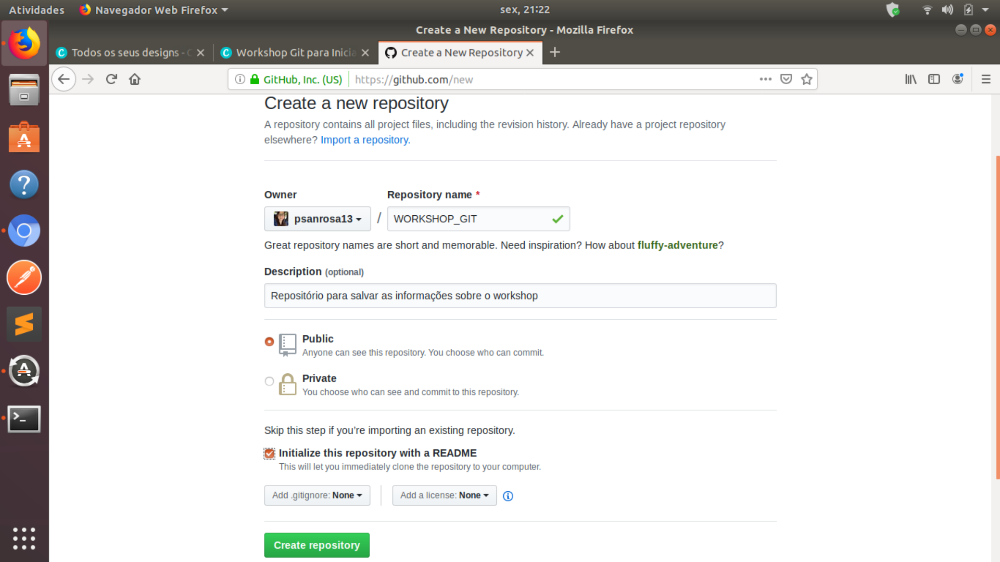 Atividades Navegador Web Firefox sex, 21:22
Create a New Repository - Mozilla Firefox
Todos os seus designs - C Workshop Git para Inicia Create a New Repository
GitHub, Inc. (US) https://github.com/new
Create a new repository
A repository contains all project files, including the revision history. Already have a project repository
elsewhere? Import a repository.
Owner Repository name *
psanrosa13 / WORKSHOP_GIT
Great repository names are short and memorable. Need inspiration? How about fluffy-adventure?
Description (optional)
Repositório para salvar as informações sobre o workshop
Public
Anyone can see this repository. You choose who can commit.
Private
You choose who can see and commit to this repository.
Skip this step if you’re importing an existing repository.
Initialize this repository with a README
This will let you immediately clone the repository to your computer.
Add .gitignore: None Add a license: None
Create repository